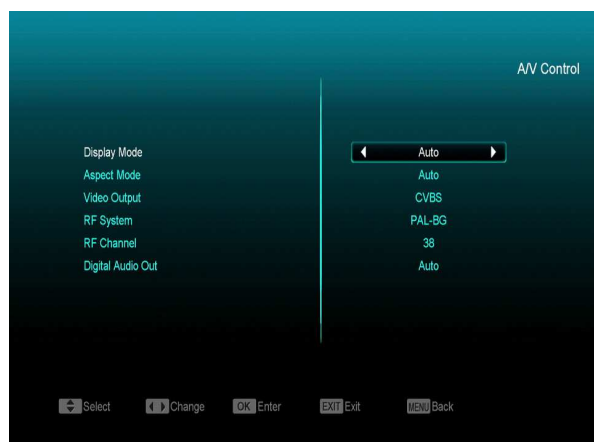 A/V Control
Display Mode Auto
Aspect Mode Auto
Video Output CVBS
RF System PAL-BG
RF Channel 38
Digital Audio Out Auto
Select Change OK Enter EXIT Exit MENU Back